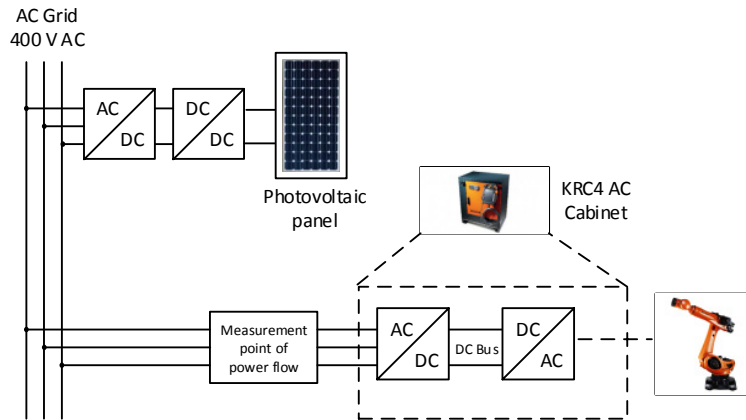 AC Grid
400 V AC
AC
DC
DC
DC
Photovoltaic
panel
KRC4 AC
Cabinet
Measurement
point of
power flow
AC
DC
DC Bus
DC
AC